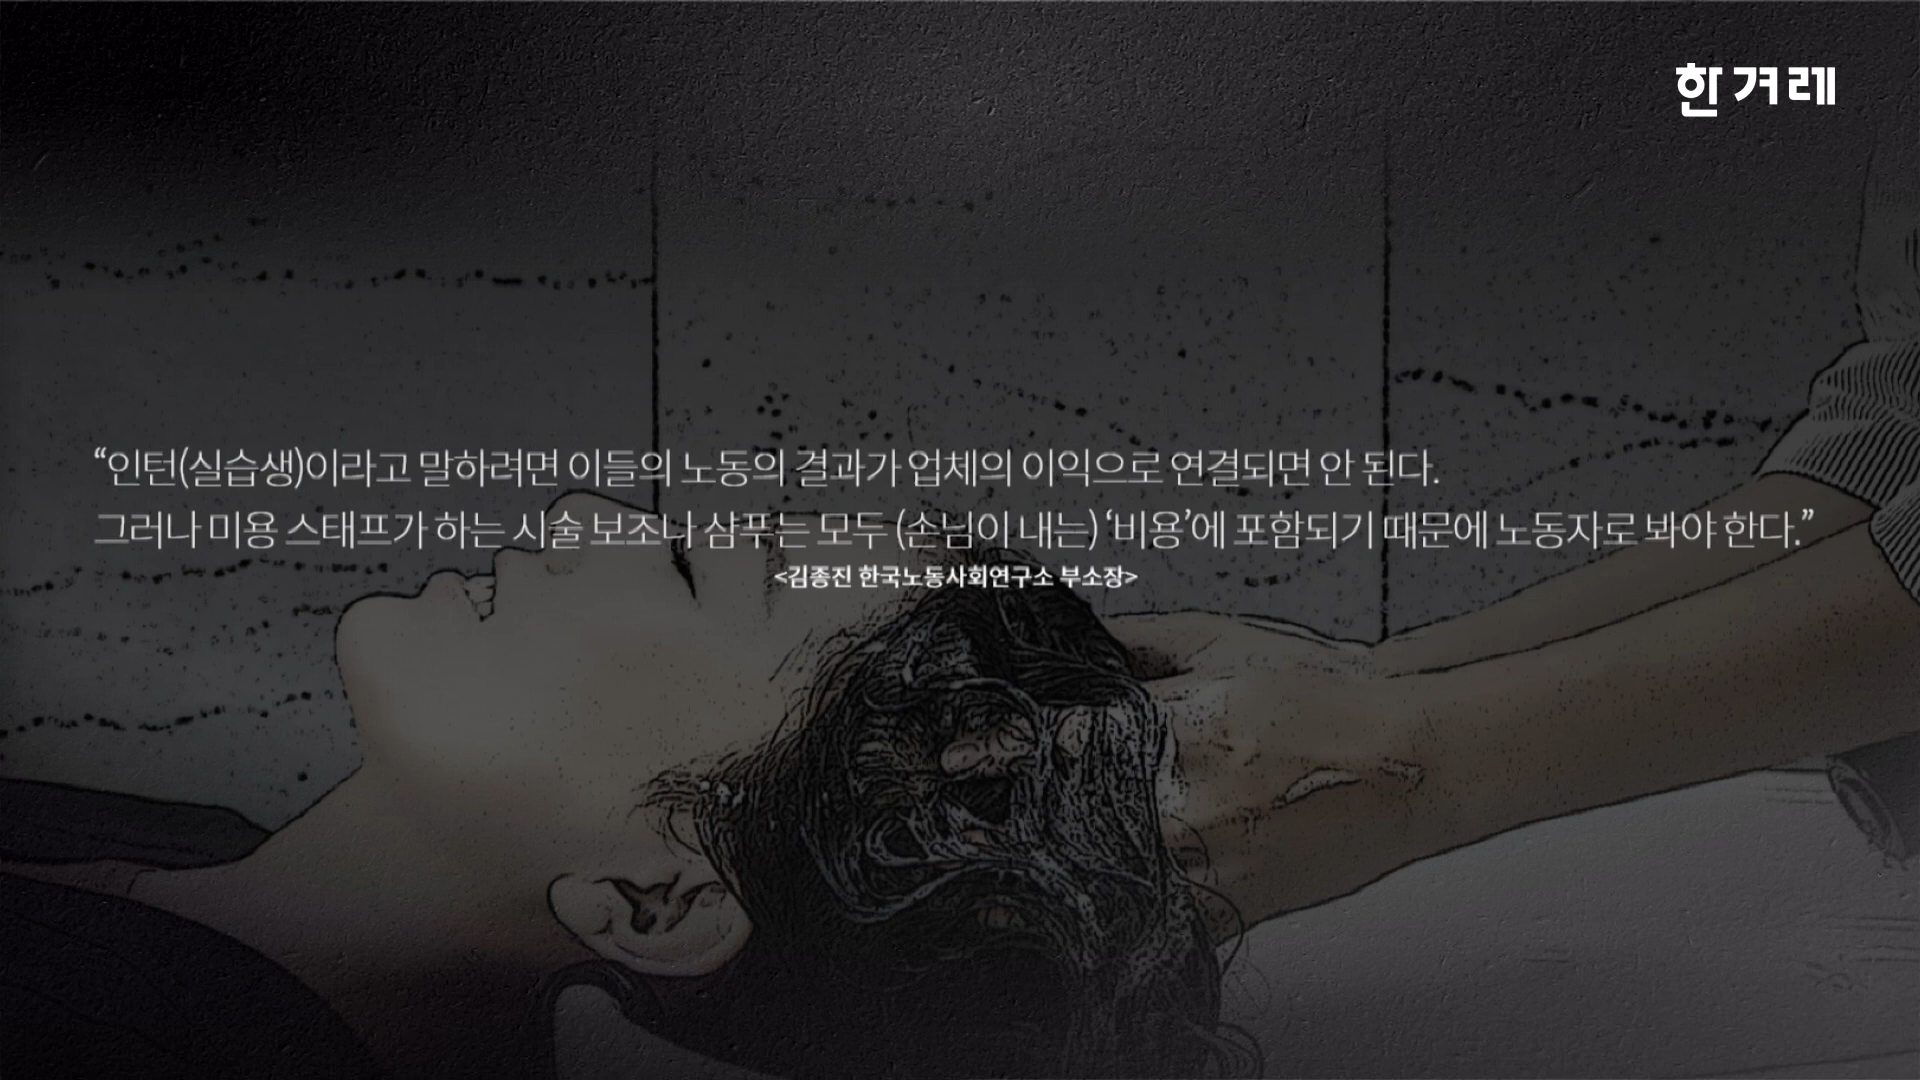 한겨레
“인턴(실습생)이라고 말하려면 이들의 노동의 결과가 업체의 이익으로 연결되면 안 된다.
그러나 미용 스태프가 하는 시술 보조나 샴푸는 모두 (손님이 내는) ‘비용’에 포함되기 때문에 노동자로 봐야 한다.”
<김종진 한국노동사회연구소 부소장>